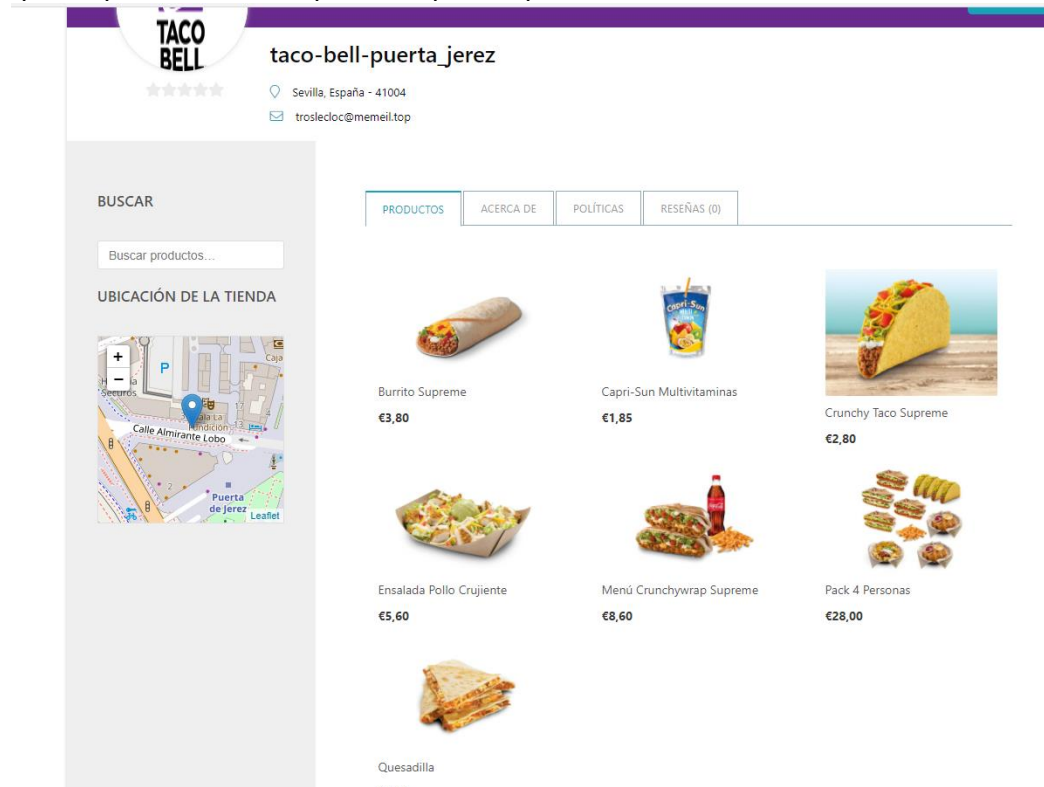 TACO
BELL
taco-bell-puerta_jerez
Sevilla, España - 41004
troslecloc@memeil.top
BUSCAR
Buscar productos...
UBICACIÓN DE LA TIENDA
+
−
P
Caja
Seguros
Calle Almirante Lobo
Puerta
de Jerez
Leaflet
PRODUCTOS
ACERCA DE
POLÍTICAS
RESEÑAS (0)
Burrito Supreme
€3,80
Capri-Sun Multivitaminas
€1,85
Crunchy Taco Supreme
€2,80
Ensalada Pollo Crujiente
€5,60
Menú Crunchywrap Supreme
€8,60
Pack 4 Personas
€28,00
Quesadilla